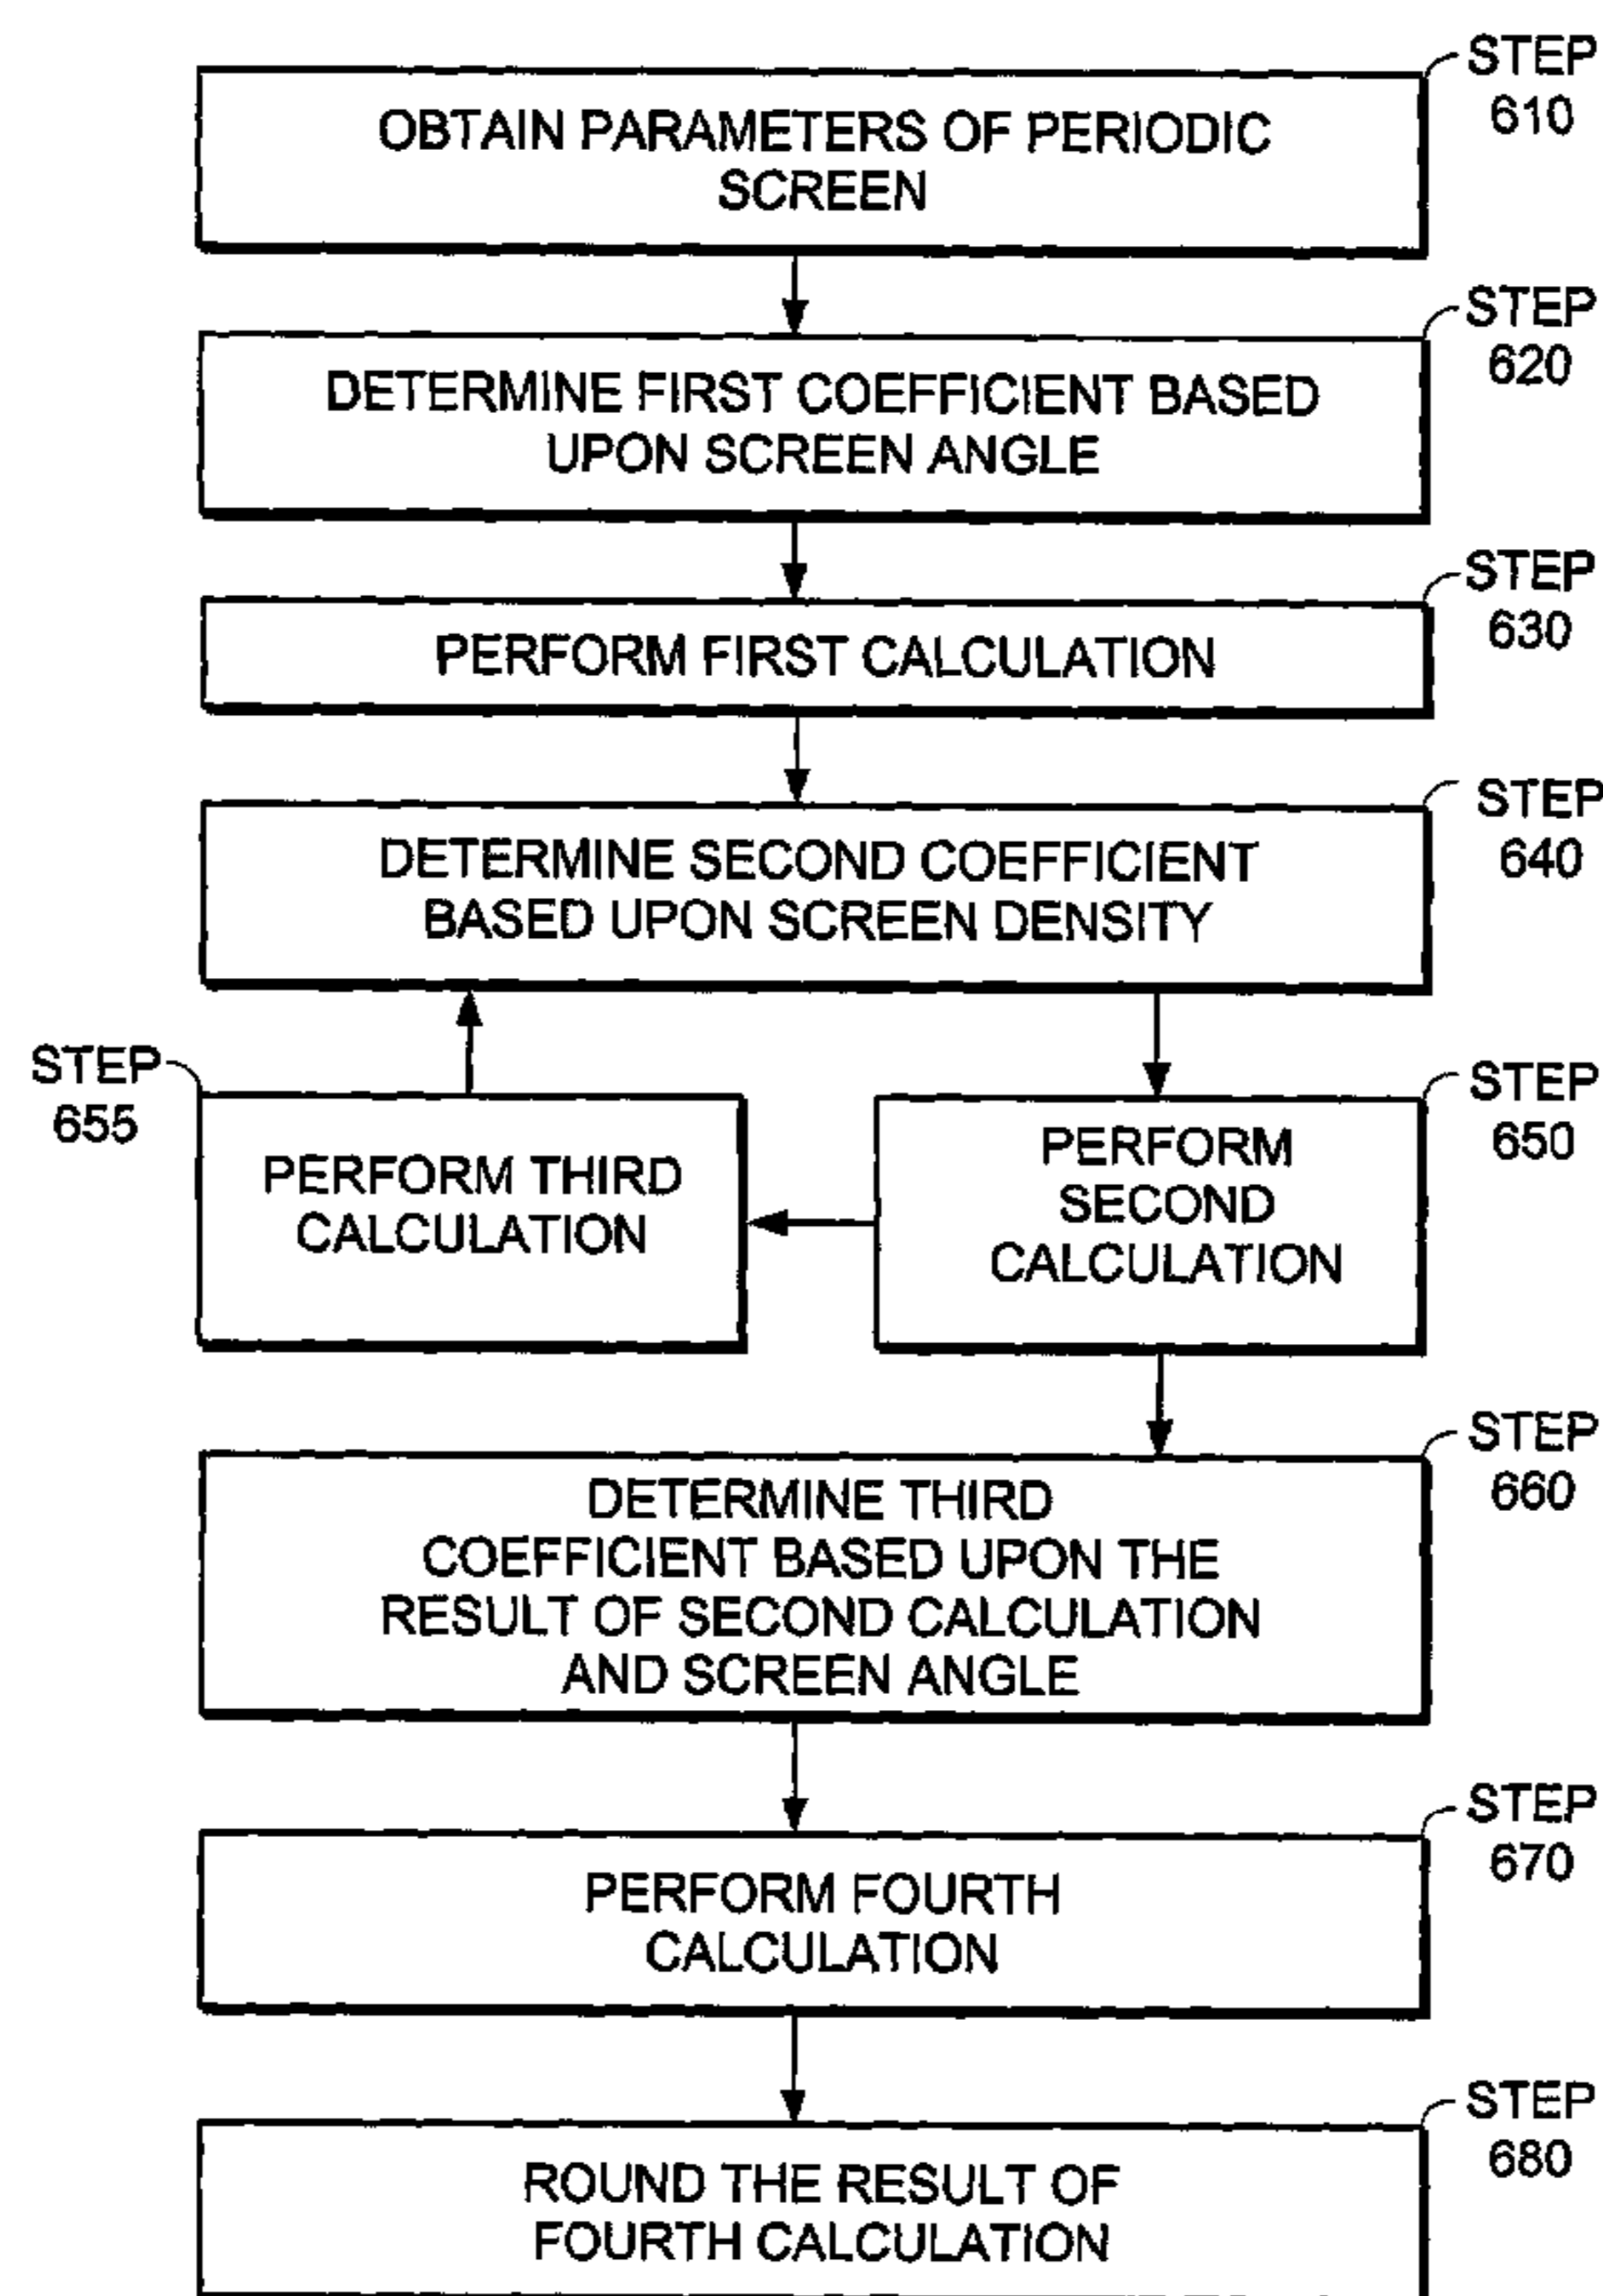 STEP
610
OBTAIN PARAMETERS OF PERIODIC
SCREEN
STEP
620
DETERMINE FIRST COEFFICIENT BASED
UPON SCREEN ANGLE
STEP
630
PERFORM FIRST CALCULATION
STEP
640
DETERMINE SECOND COEFFICIENT
BASED UPON SCREEN DENSITY
STEP
655
PERFORM THIRD
CALCULATION
STEP
650
PERFORM
SECOND
CALCULATION
STEP
660
DETERMINE THIRD
COEFFICIENT BASED UPON THE
RESULT OF SECOND CALCULATION
AND SCREEN ANGLE
STEP
670
PERFORM FOURTH
CALCULATION
STEP
680
ROUND THE RESULT OF
FOURTH CALCULATION